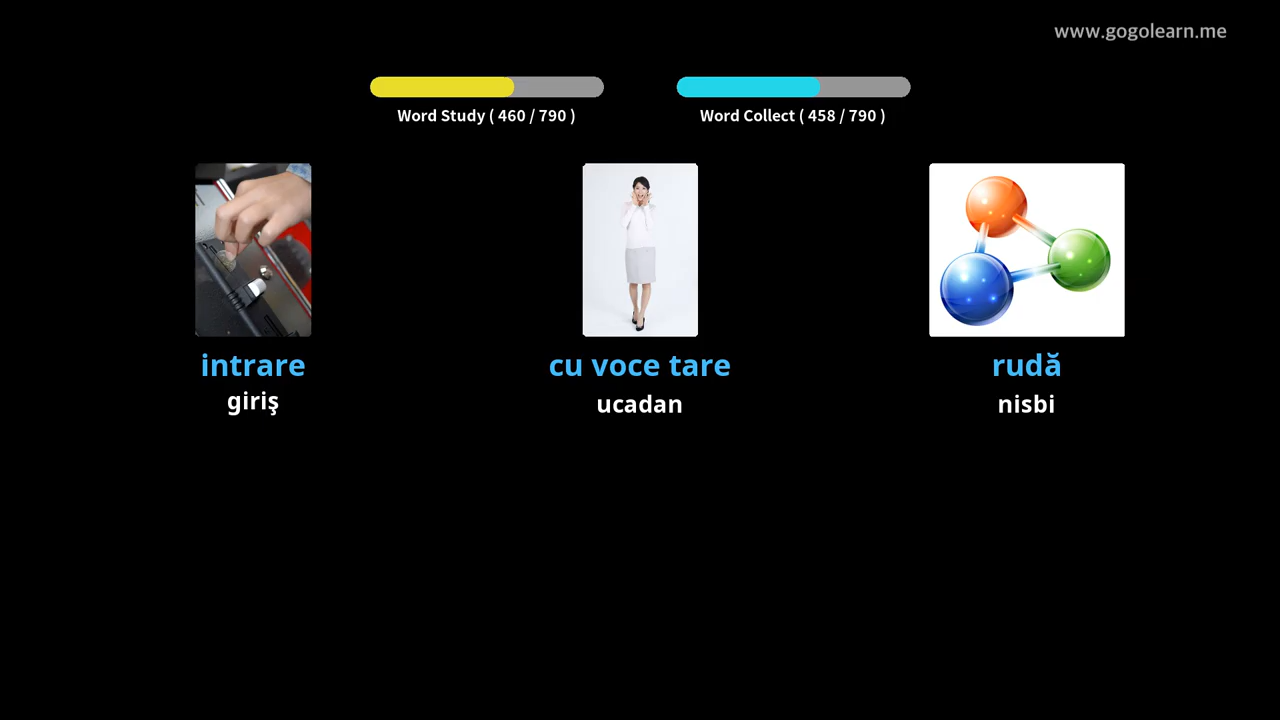 www.gogolearn.me
Word Study ( 460 / 790 )
Word Collect ( 458 / 790 )
intrare
giriş
cu voce tare
ucadan
rudă
nisbi